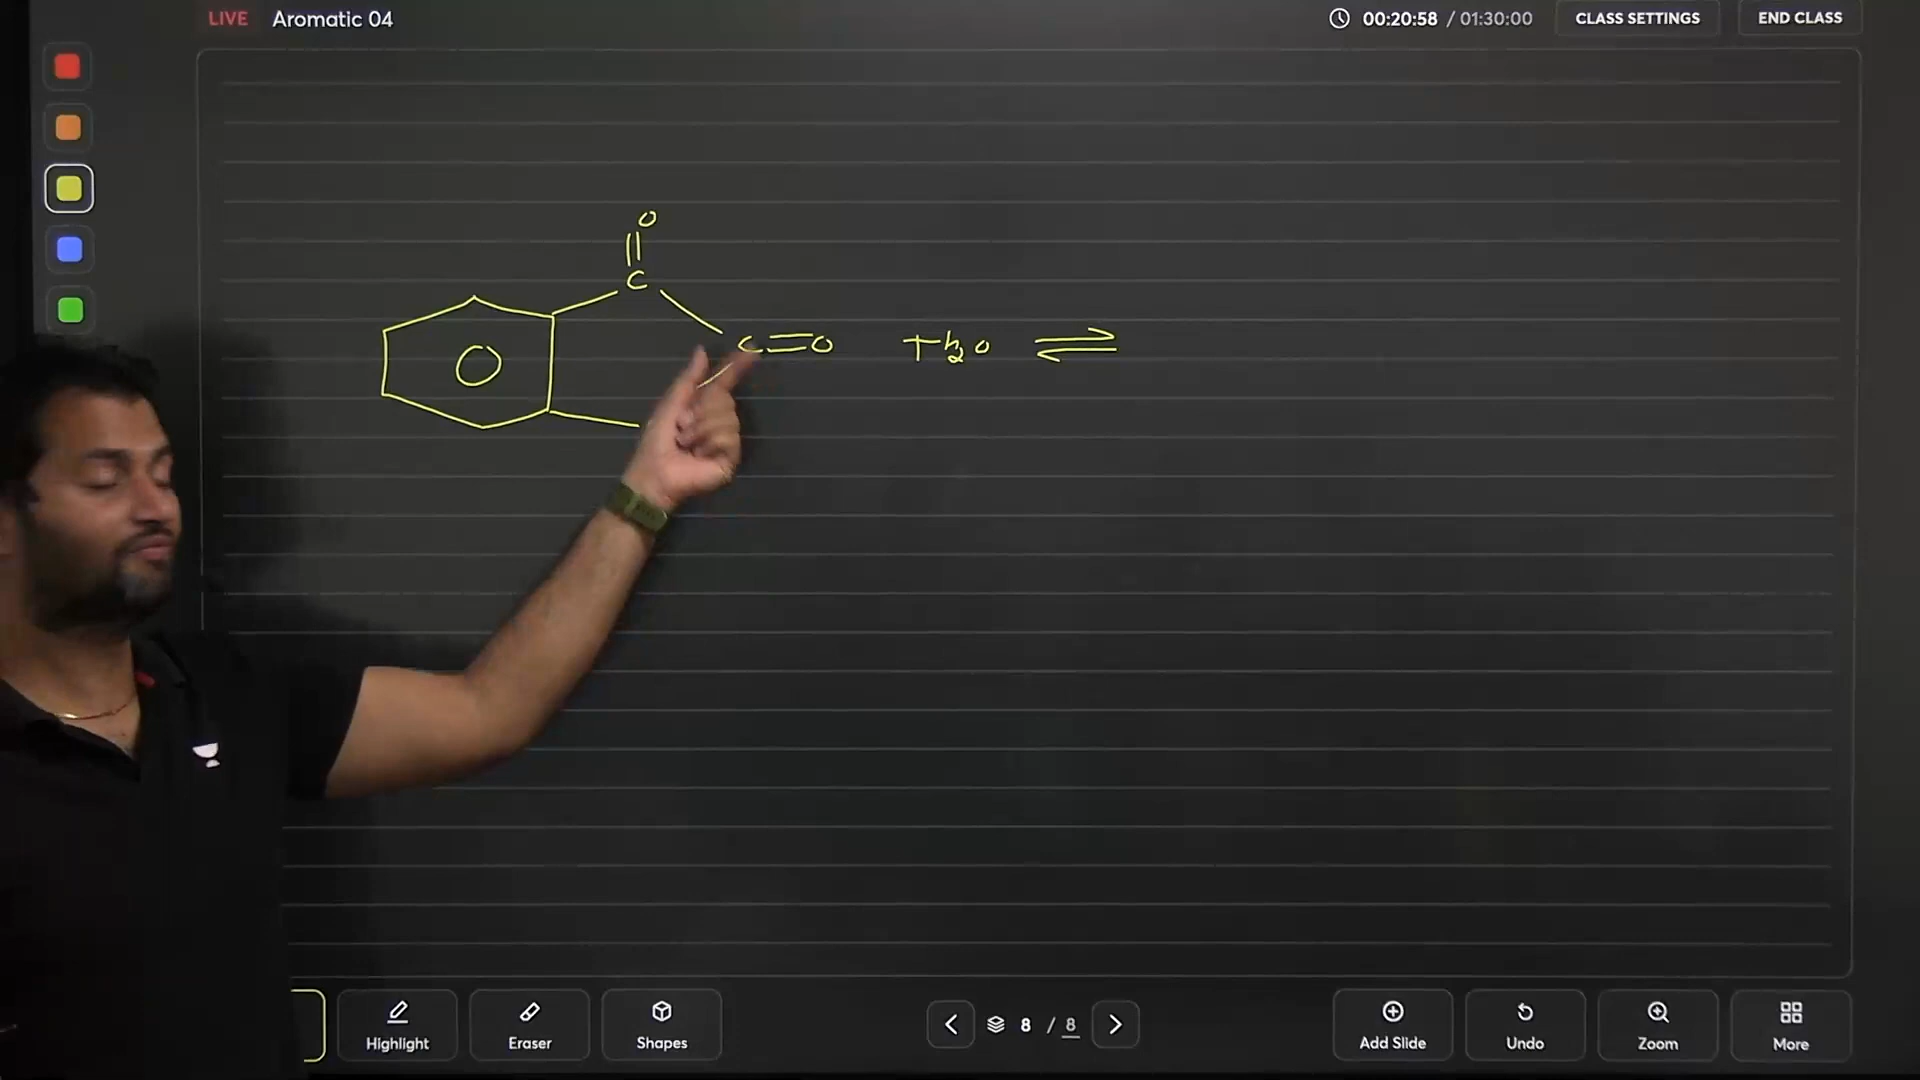 LIVE Aromatic 04 00:20:58 / 01:30:00 CLASS SETTINGS END CLASS
O
C
C=O +H2O ⇌
O
Highlight Eraser Shapes 8 / 8 Add Slide Undo Zoom More